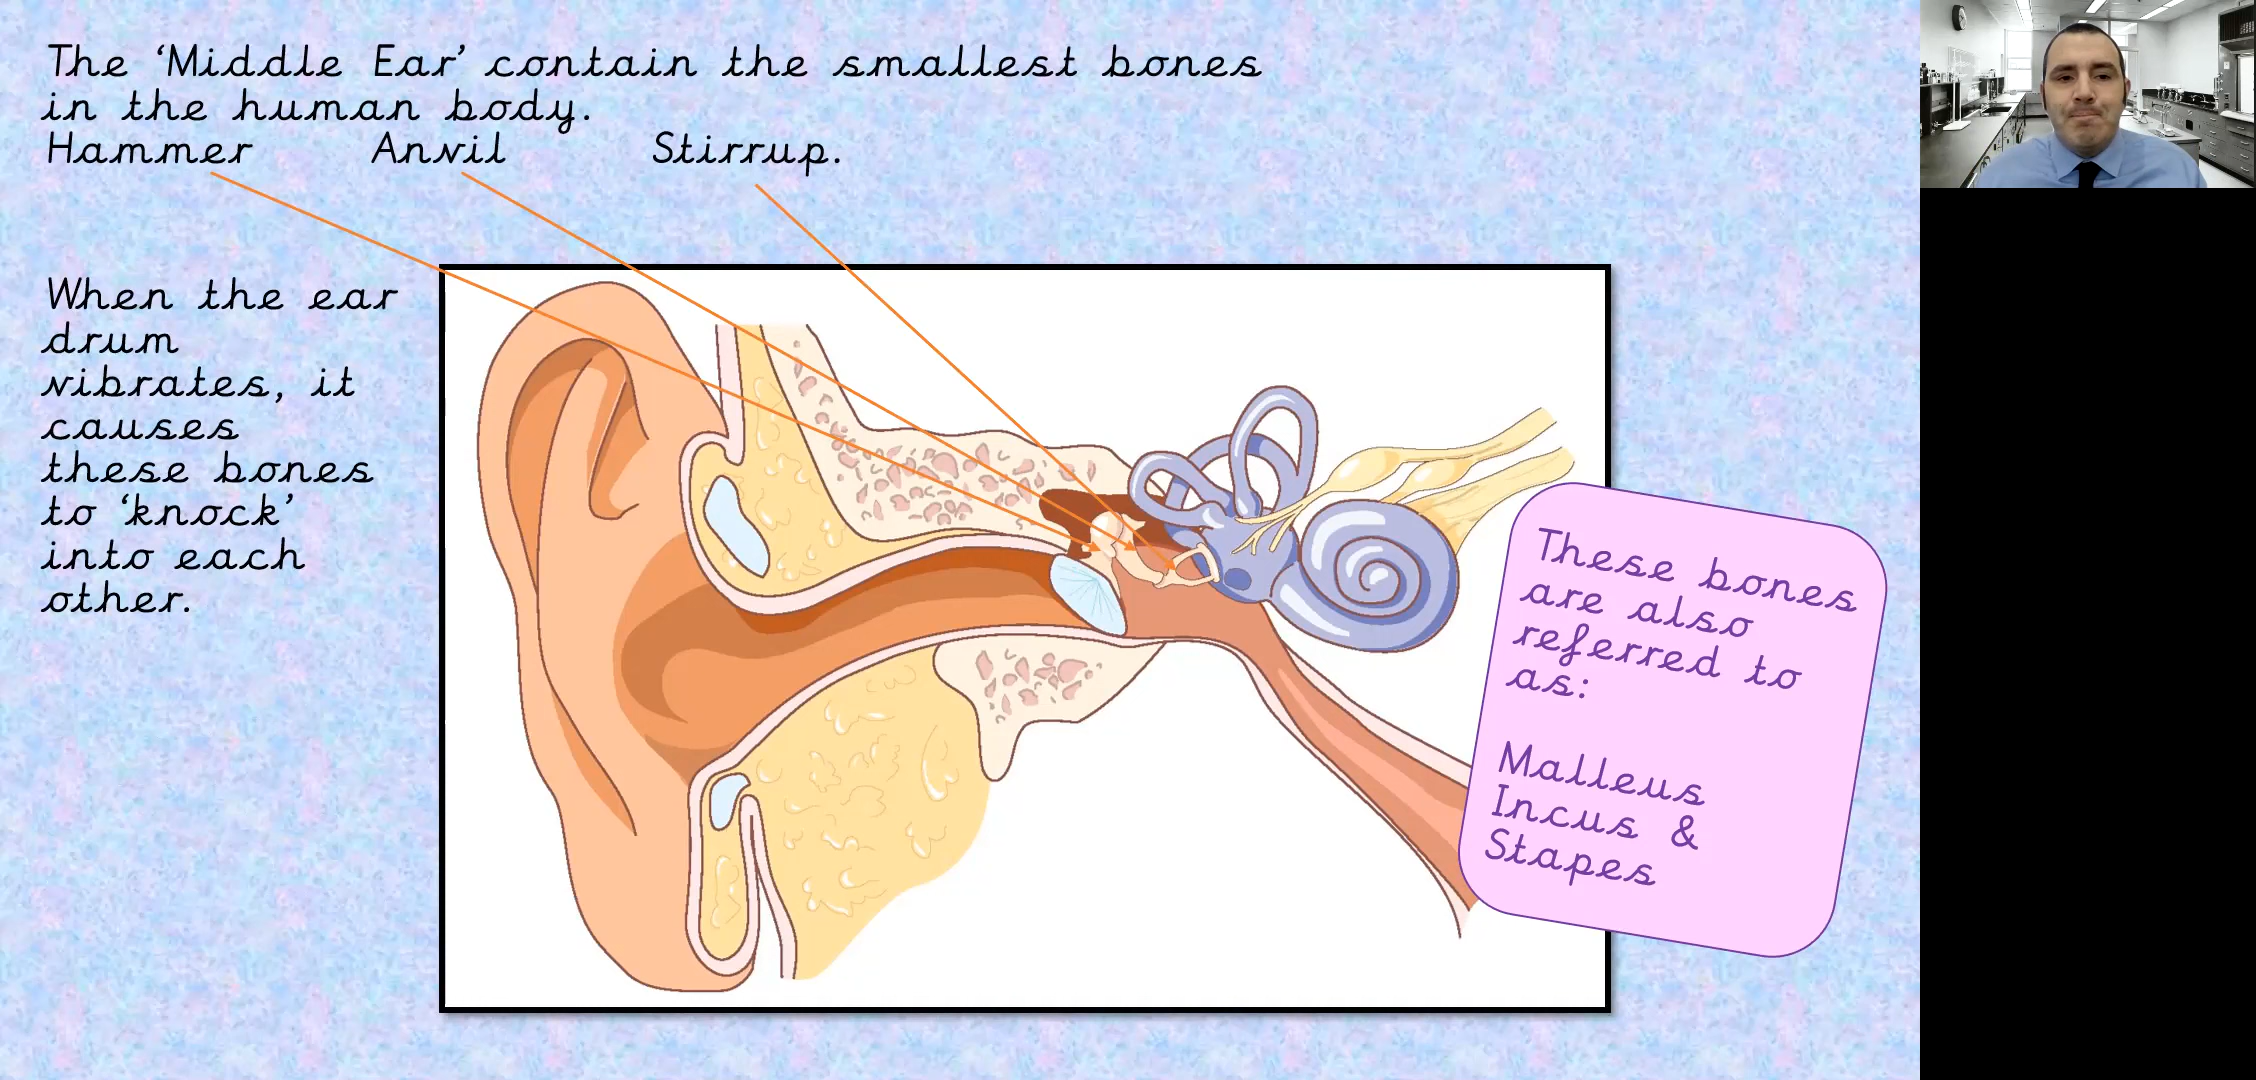 The ‘Middle Ear’ contain the smallest bones
in the human body.
Hammer Anvil Stirrup.
When the ear
drum
vibrates, it
causes
these bones
to ‘knock’
into each
other.
These bones
are also
referred to
as:
Malleus
Incus &
Stapes